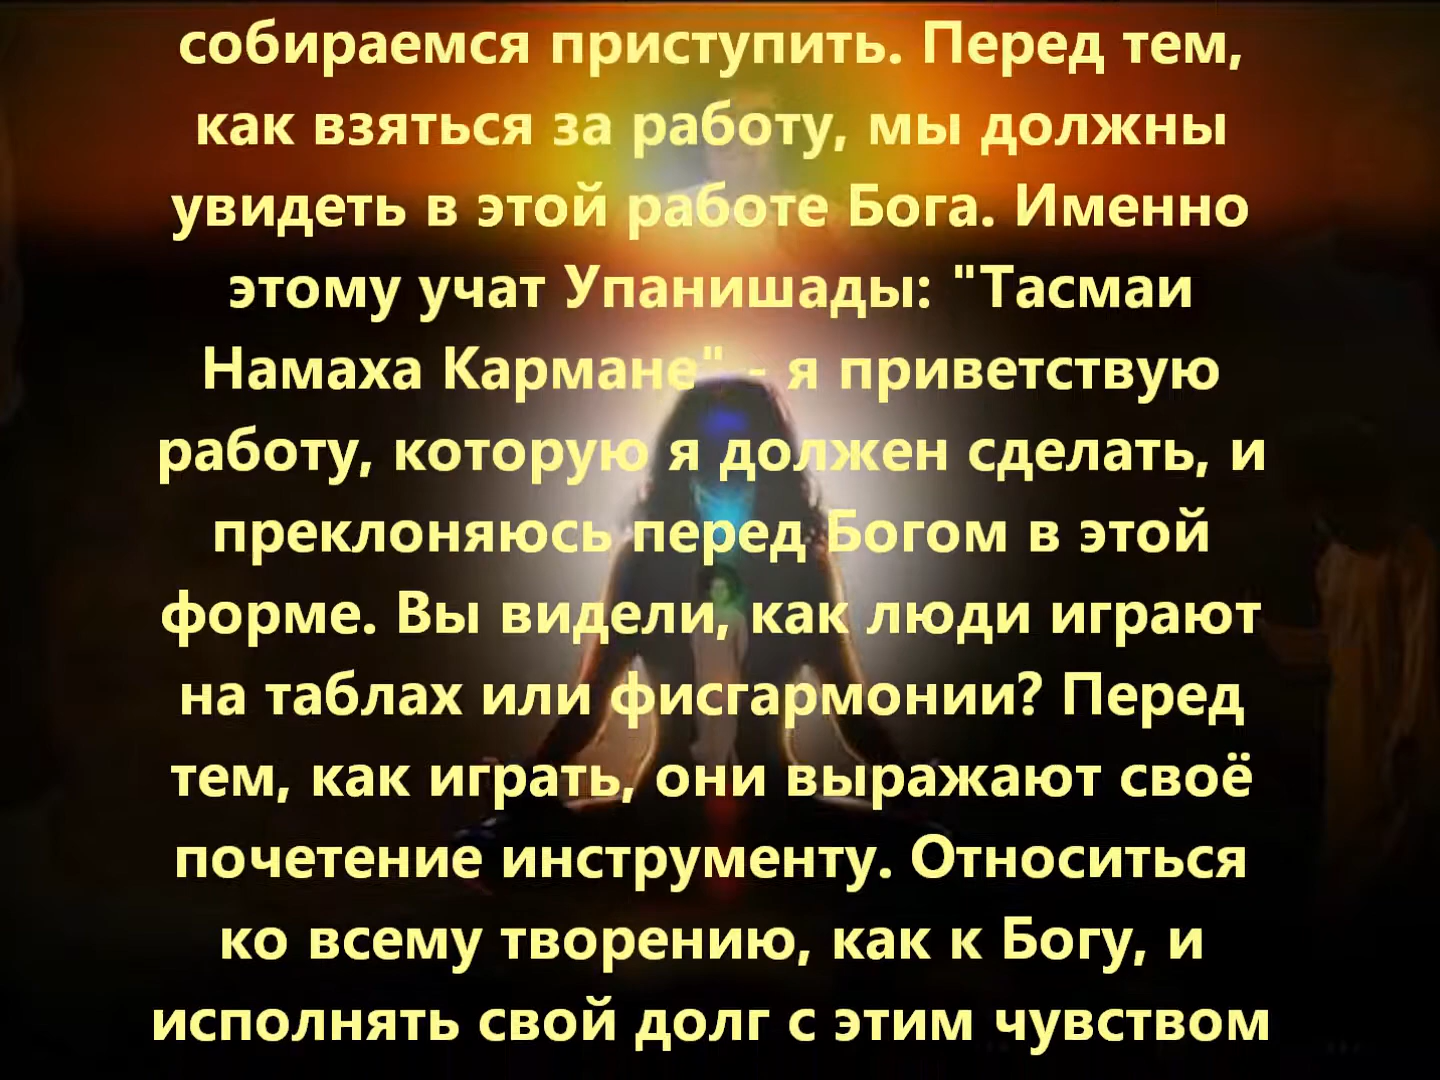 собираемся приступить. Перед тем,
как взяться за работу, мы должны
увидеть в этой работе Бога. Именно
этому учат Упанишады: "Тасмаи
Намаха Кармане" - я приветствую
работу, которую я должен сделать, и
преклоняюсь перед Богом в этой
форме. Вы видели, как люди играют
на таблах или фисгармонии? Перед
тем, как играть, они выражают своё
почетение инструменту. Относиться
ко всему творению, как к Богу, и
исполнять свой долг с этим чувством